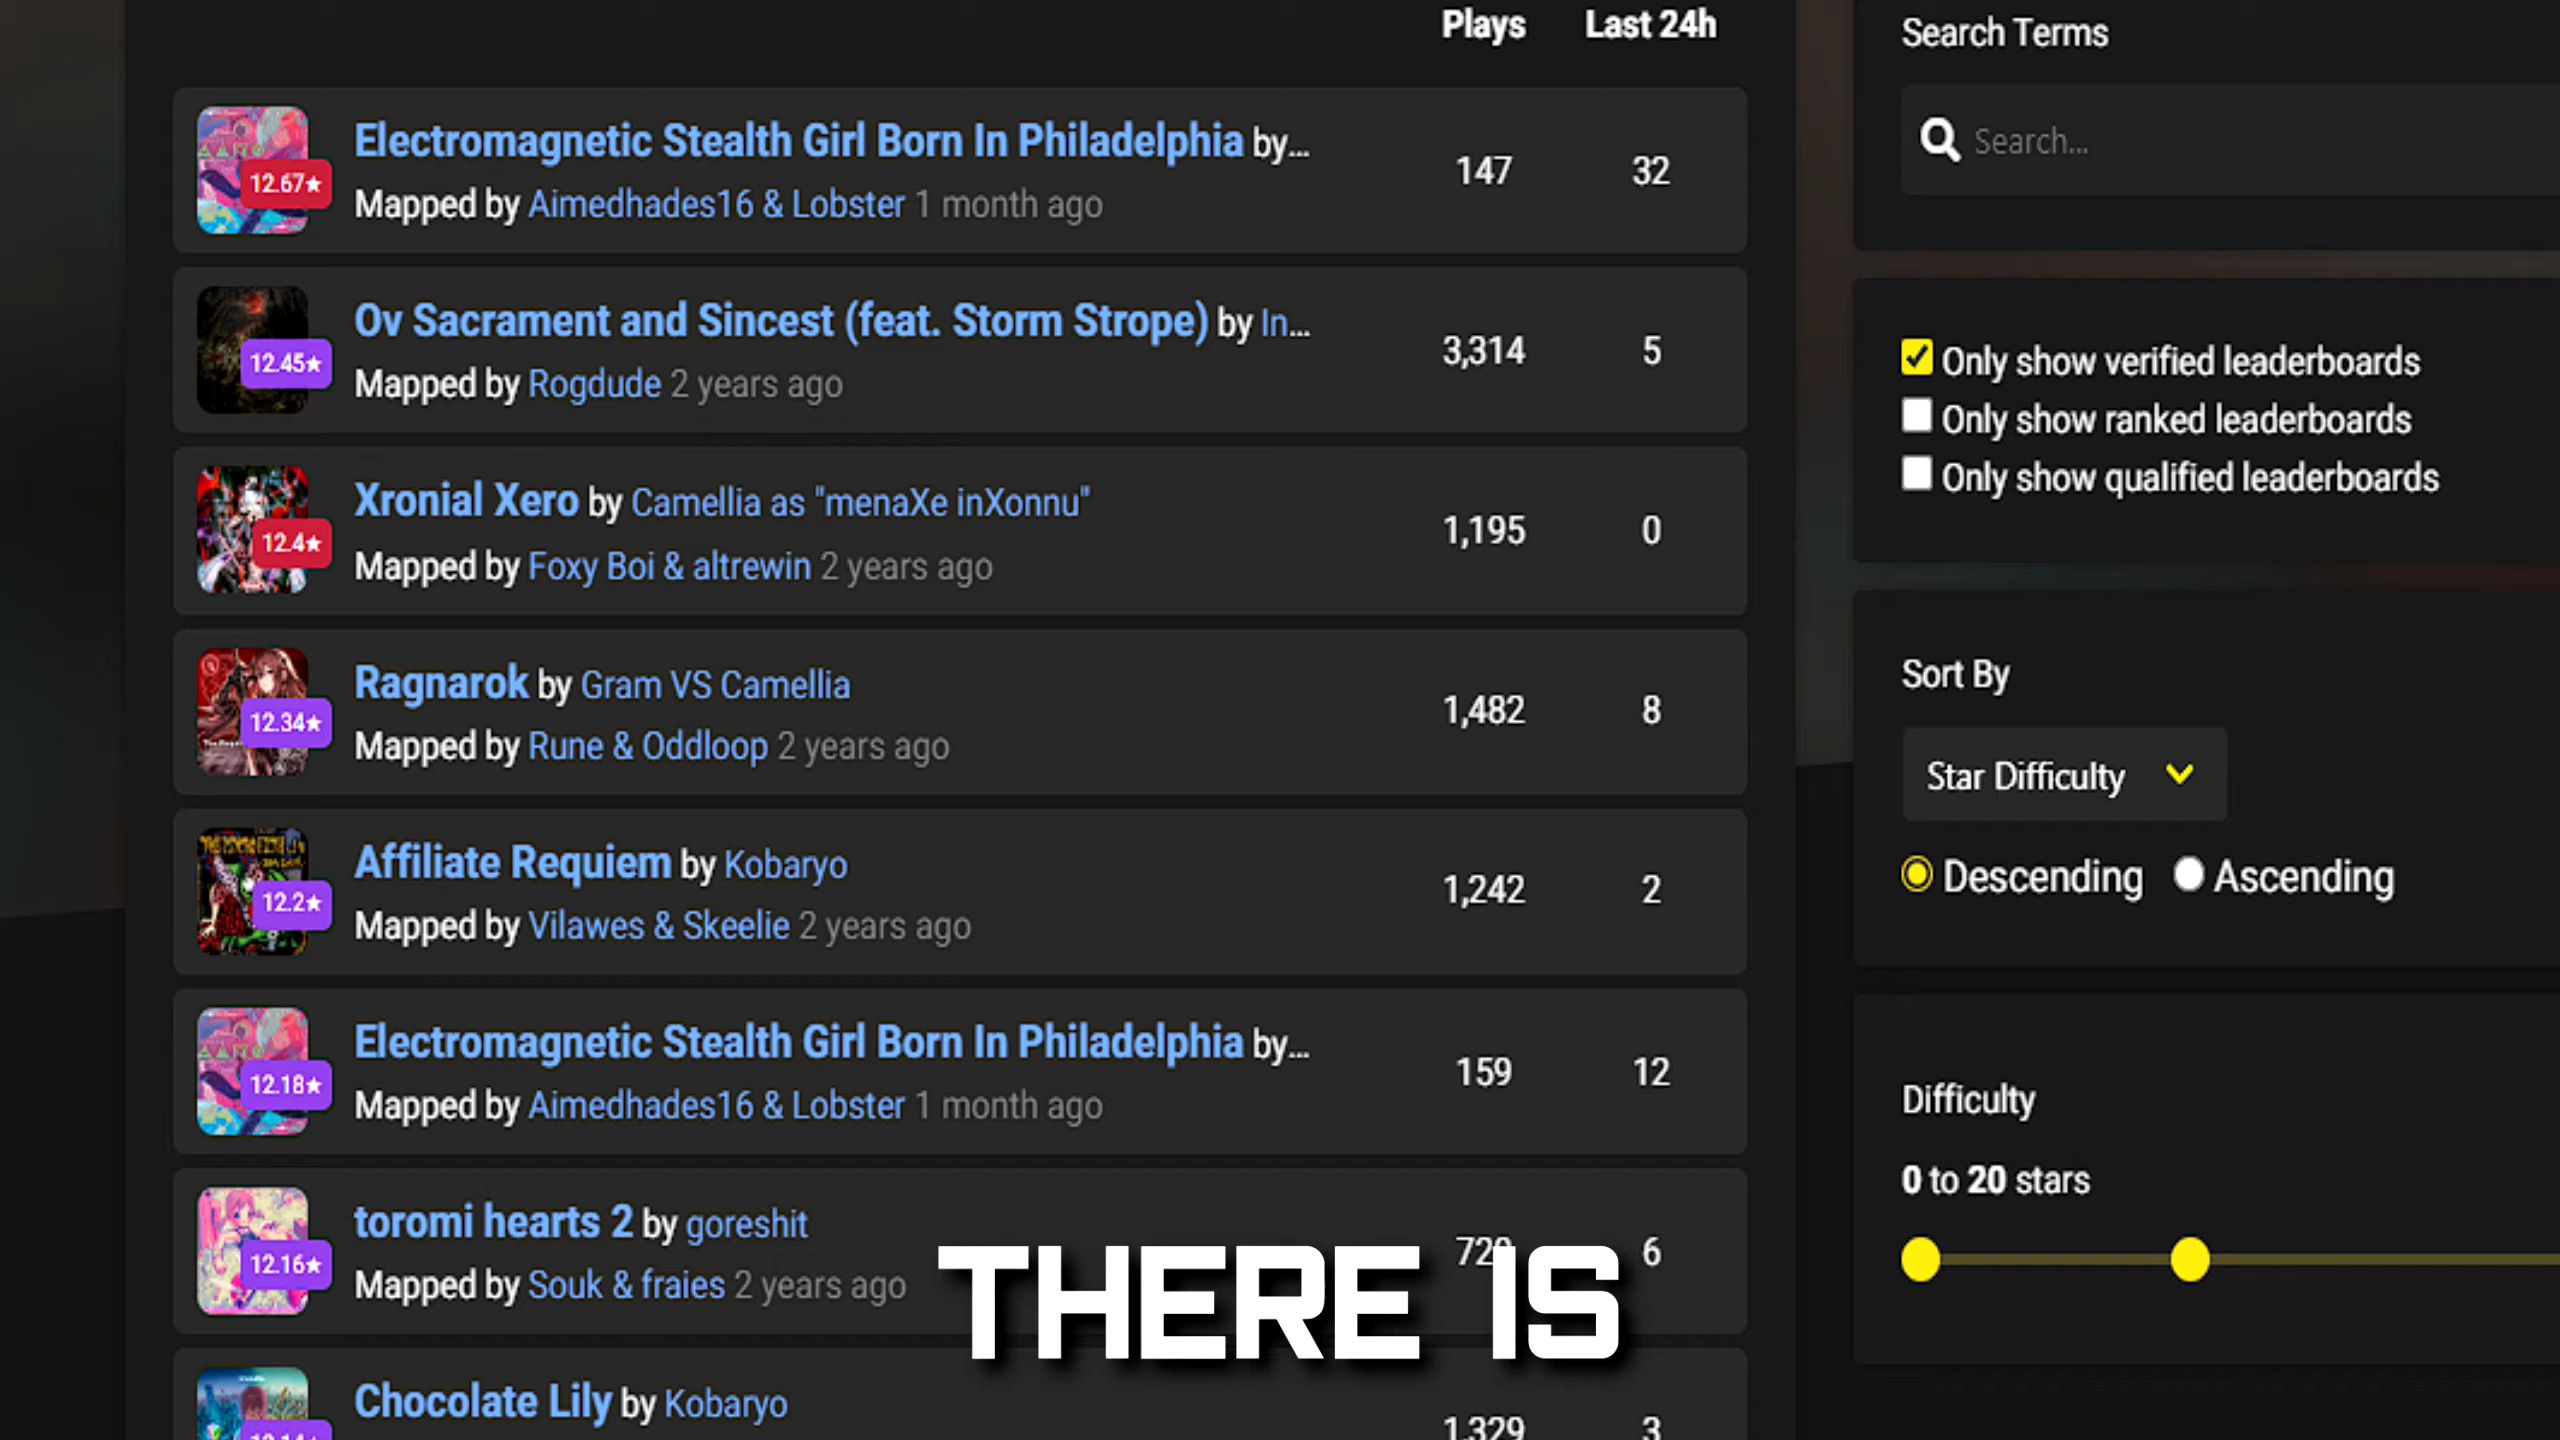 Plays Last 24h
Electromagnetic Stealth Girl Born In Philadelphia by...
12.67★
Mapped by Aimedhades16 & Lobster 1 month ago
147 32
Ov Sacrament and Sincest (feat. Storm Strope) by In...
12.45★
Mapped by Rogdude 2 years ago
3,314 5
Xronial Xero by Camellia as "menaXe inXonnu"
12.4★
Mapped by Foxy Boi & altrewin 2 years ago
1,195 0
Ragnarok by Gram VS Camellia
12.34★
Mapped by Rune & Oddloop 2 years ago
1,482 8
Affiliate Requiem by Kobaryo
12.2★
Mapped by Vilawes & Skeelie 2 years ago
1,242 2
Electromagnetic Stealth Girl Born In Philadelphia by...
12.18★
Mapped by Aimedhades16 & Lobster 1 month ago
159 12
toromi hearts 2 by goreshit
12.16★
Mapped by Souk & fraies 2 years ago
6
THERE IS
Chocolate Lily by Kobaryo
1,329 3
Search Terms
Search...
Only show verified leaderboards
Only show ranked leaderboards
Only show qualified leaderboards
Sort By
Star Difficulty
Descending Ascending
Difficulty
0 to 20 stars